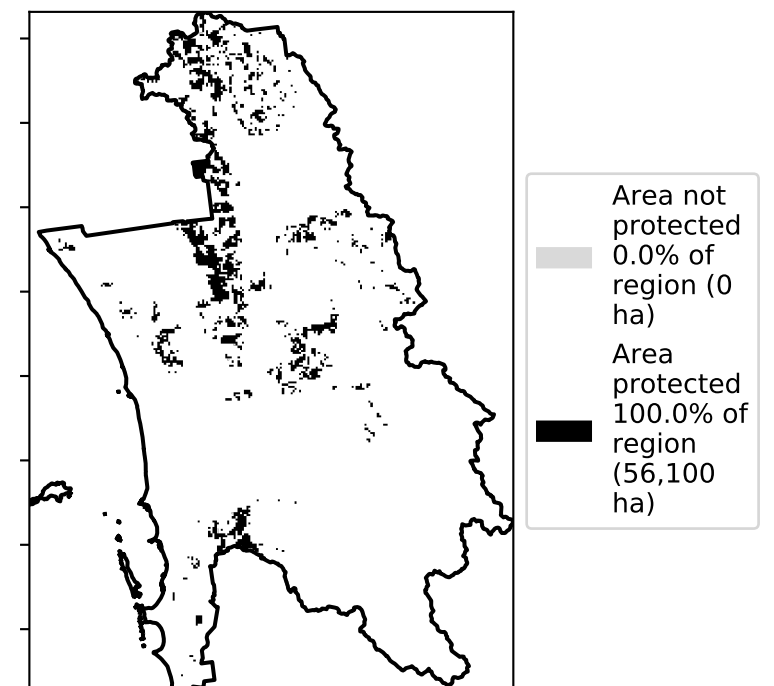 Area not
protected
0.0% of
region (0
ha)
Area
protected
100.0% of
region
(56,100
ha)